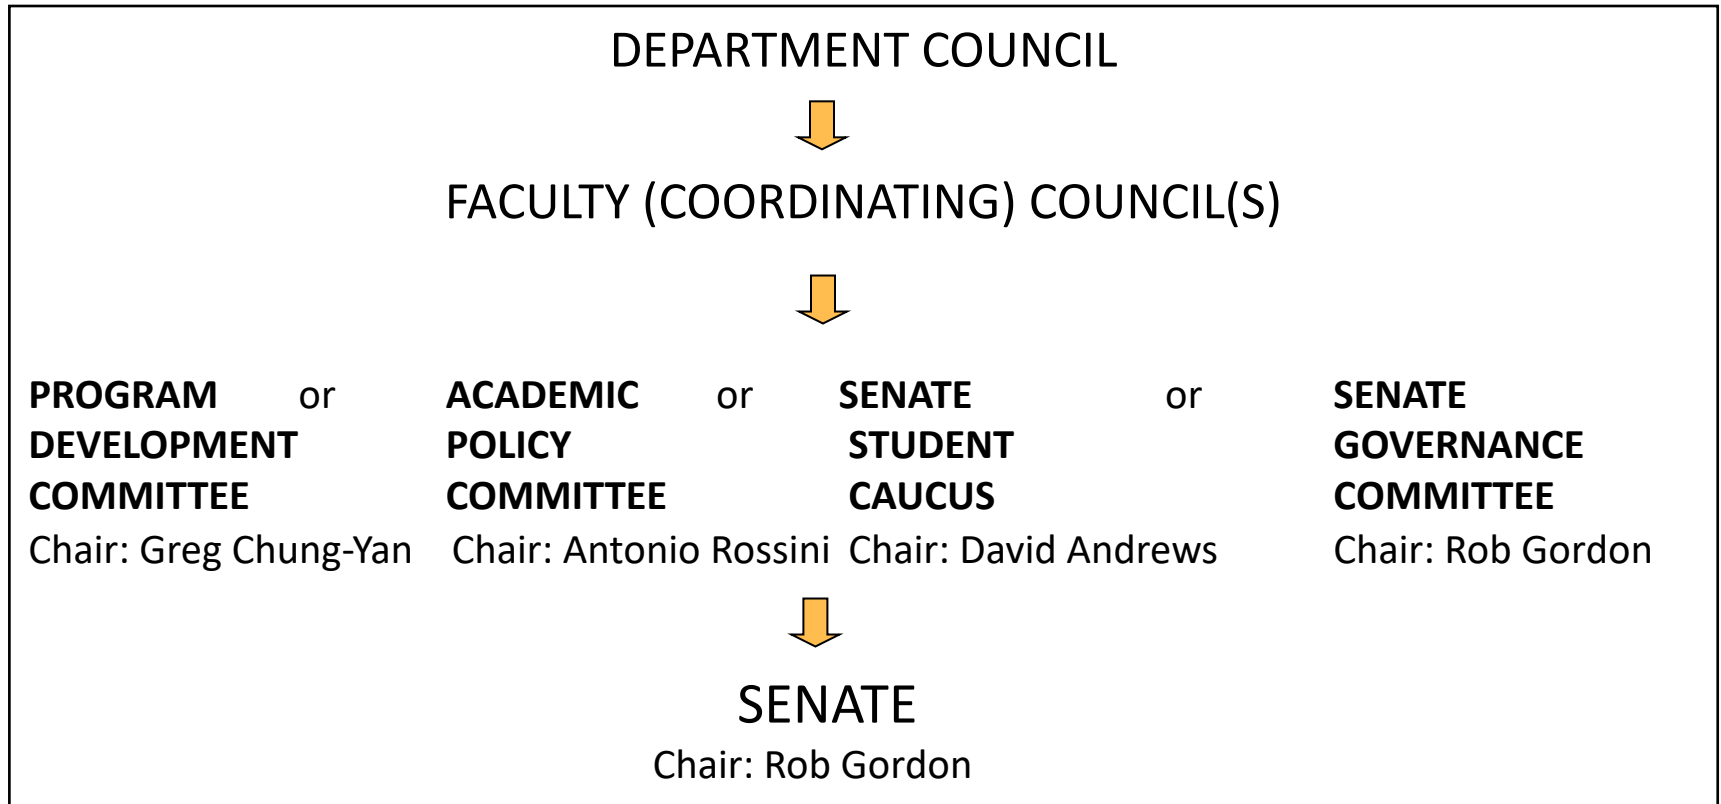 DEPARTMENT COUNCIL
FACULTY (COORDINATING) COUNCIL(S)
PROGRAM or ACADEMIC or SENATE or SENATE
DEVELOPMENT POLICY STUDENT GOVERNANCE
COMMITTEE COMMITTEE CAUCUS COMMITTEE
Chair: Greg Chung-Yan Chair: Antonio Rossini Chair: David Andrews Chair: Rob Gordon
SENATE
Chair: Rob Gordon